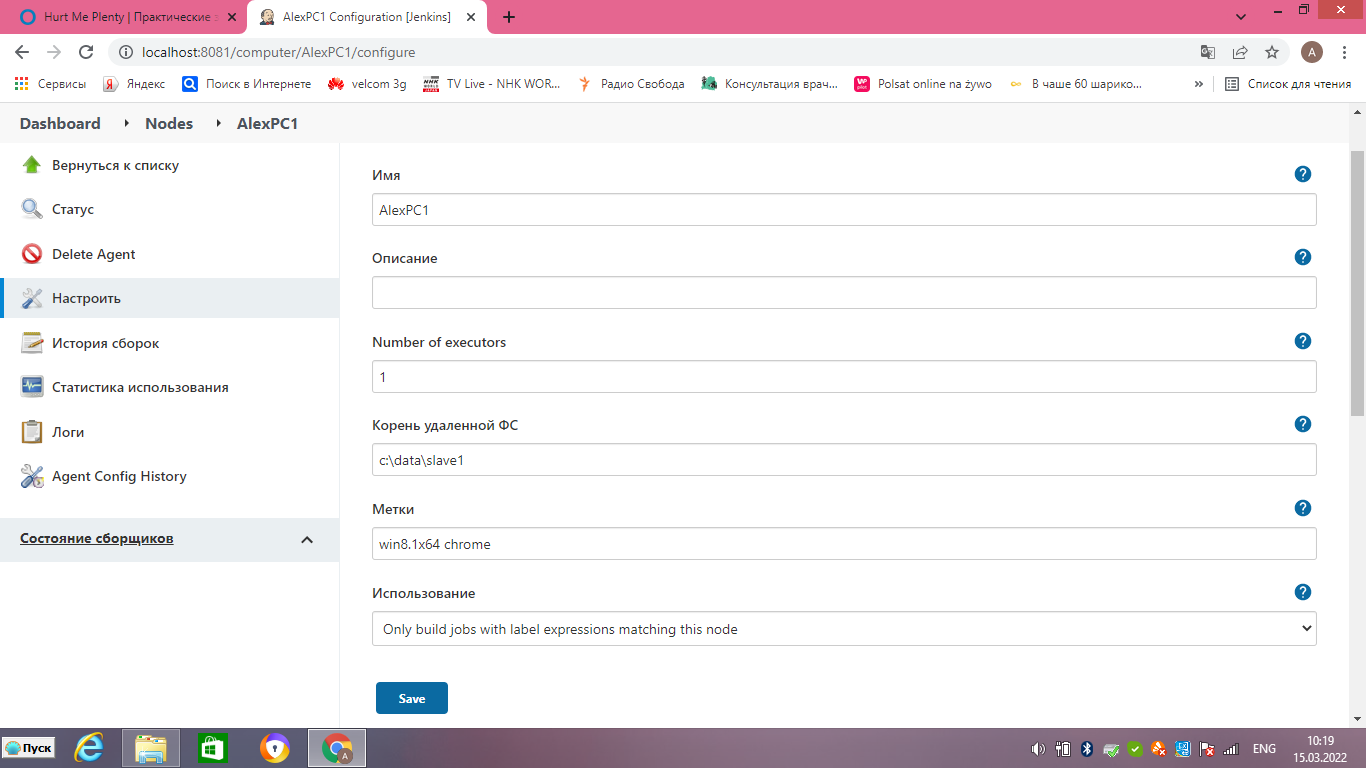 Hurt Me Plenty | Практические з
AlexPC1 Configuration [Jenkins]
localhost:8081/computer/AlexPC1/configure
A
Сервисы
Яндекс
Поиск в Интернете
velcom 3g
TV Live - NHK WOR...
Радио Свобода
Консультация врач...
Polsat online na żywo
В чаше 60 шарико...
»
Список для чтения
Dashboard
Nodes
AlexPC1
Вернуться к списку
Статус
Delete Agent
Настроить
История сборок
Статистика использования
Логи
Agent Config History
Состояние сборщиков
Имя
AlexPC1
Описание
Number of executors
1
Корень удаленной ФС
c:\data\slave1
Метки
win8.1x64 chrome
Использование
Only build jobs with label expressions matching this node
Save
Пуск
A
ENG
10:19
15.03.2022